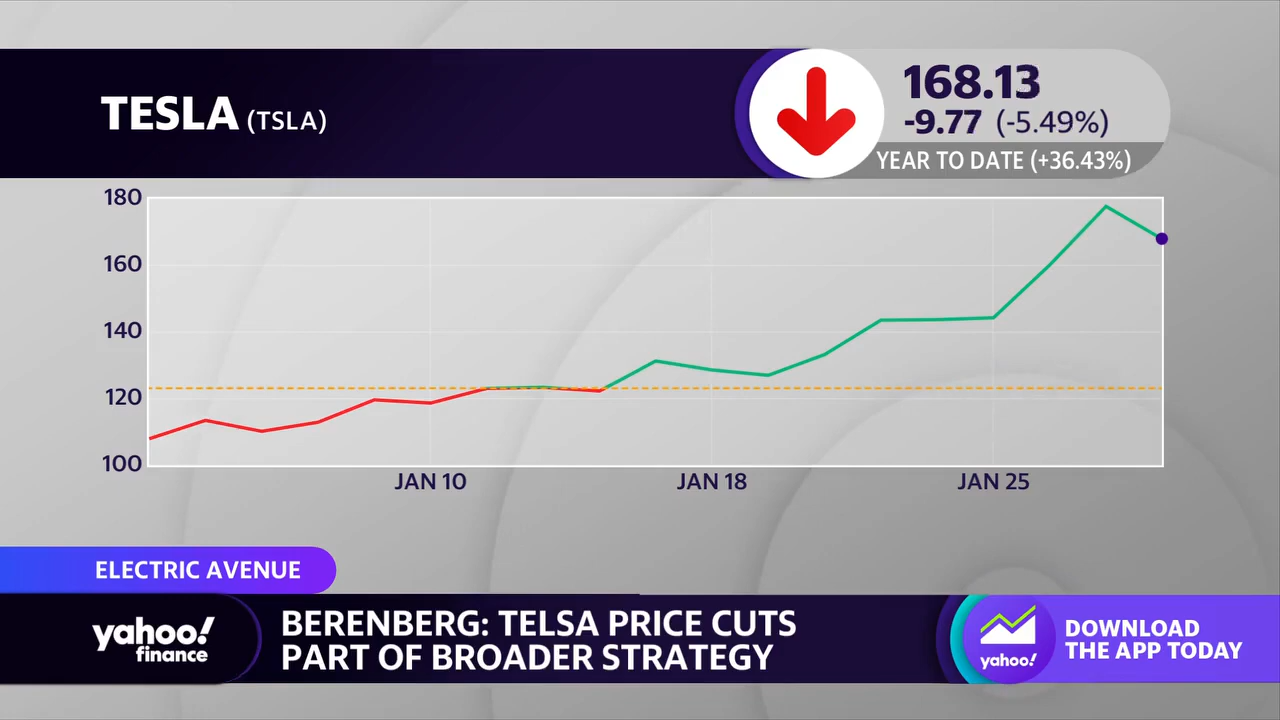 TESLA (TSLA)
168.13
-9.77 (-5.49%)
YEAR TO DATE (+36.43%)
180
160
140
120
100
JAN 10 JAN 18 JAN 25
ELECTRIC AVENUE
yahoo!
finance
BERENBERG: TELSA PRICE CUTS
PART OF BROADER STRATEGY
yahoo!
DOWNLOAD
THE APP TODAY